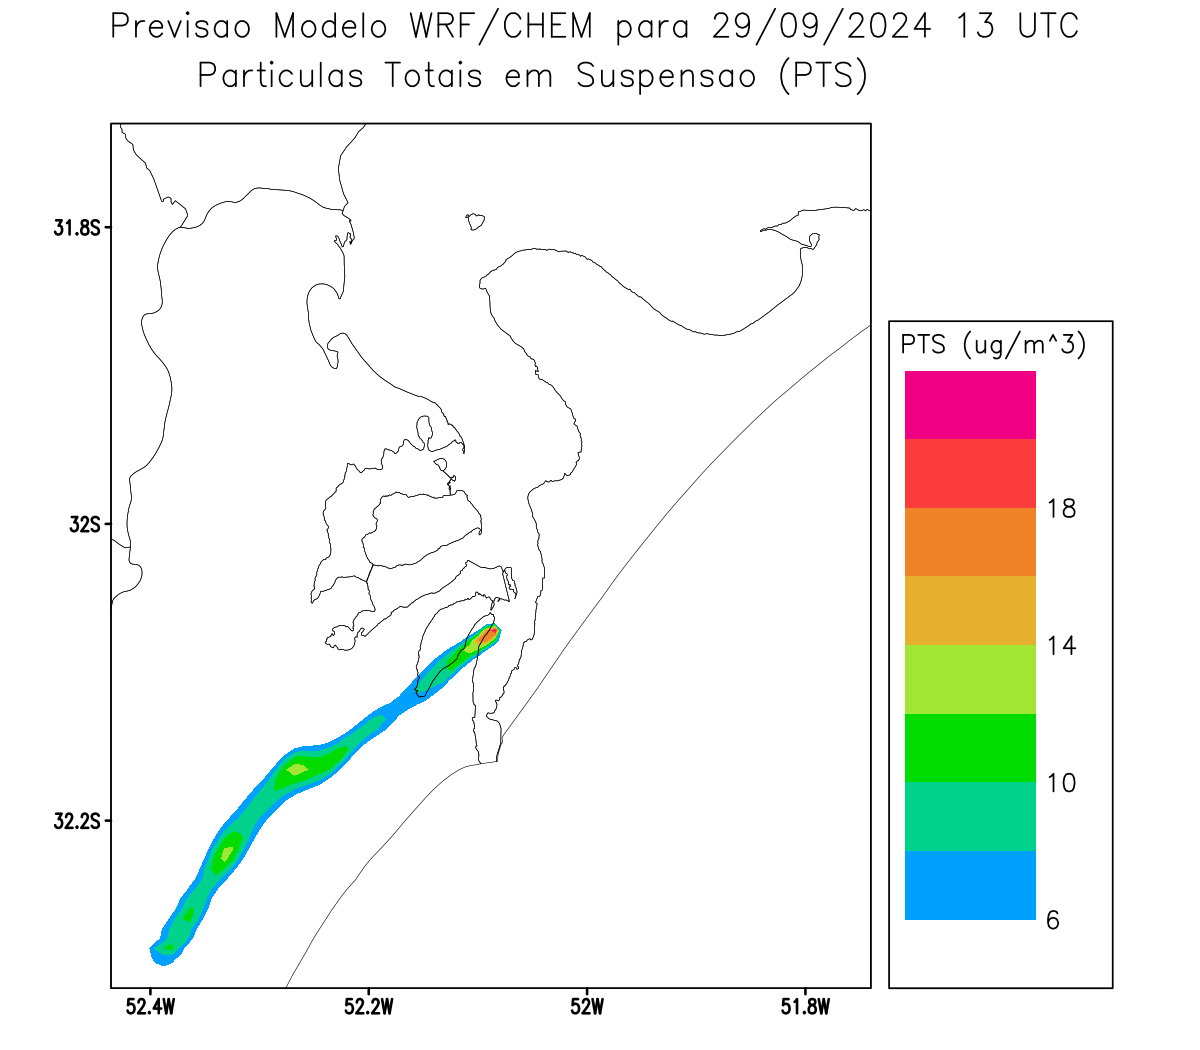 Previsao Modelo WRF/CHEM para 29/09/2024 13 UTC
Particulas Totais em Suspensao (PTS)
31.8S
32S
32.2S
52.4W
52.2W
52W
51.8W
PTS (ug/m^3)
18
14
10
6